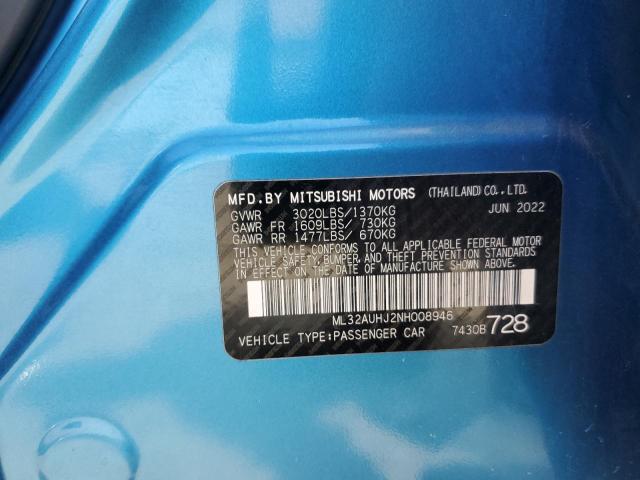 MFD.BY MITSUBISHI MOTORS (THAILAND)CO.,LTD.
GVWR 3020LBS/1370KG JUN 2022
GAWR FR 1609LBS/ 730KG
GAWR RR 1477LBS/ 670KG
THIS VEHICLE CONFORMS TO ALL APPLICABLE FEDERAL MOTOR
VEHICLE SAFETY, BUMPER, AND THEFT PREVENTION STANDARDS
IN EFFECT ON THE DATE OF MANUFACTURE SHOWN ABOVE.
ML32AUHJ2NH008946
VEHICLE TYPE:PASSENGER CAR 7430B 728